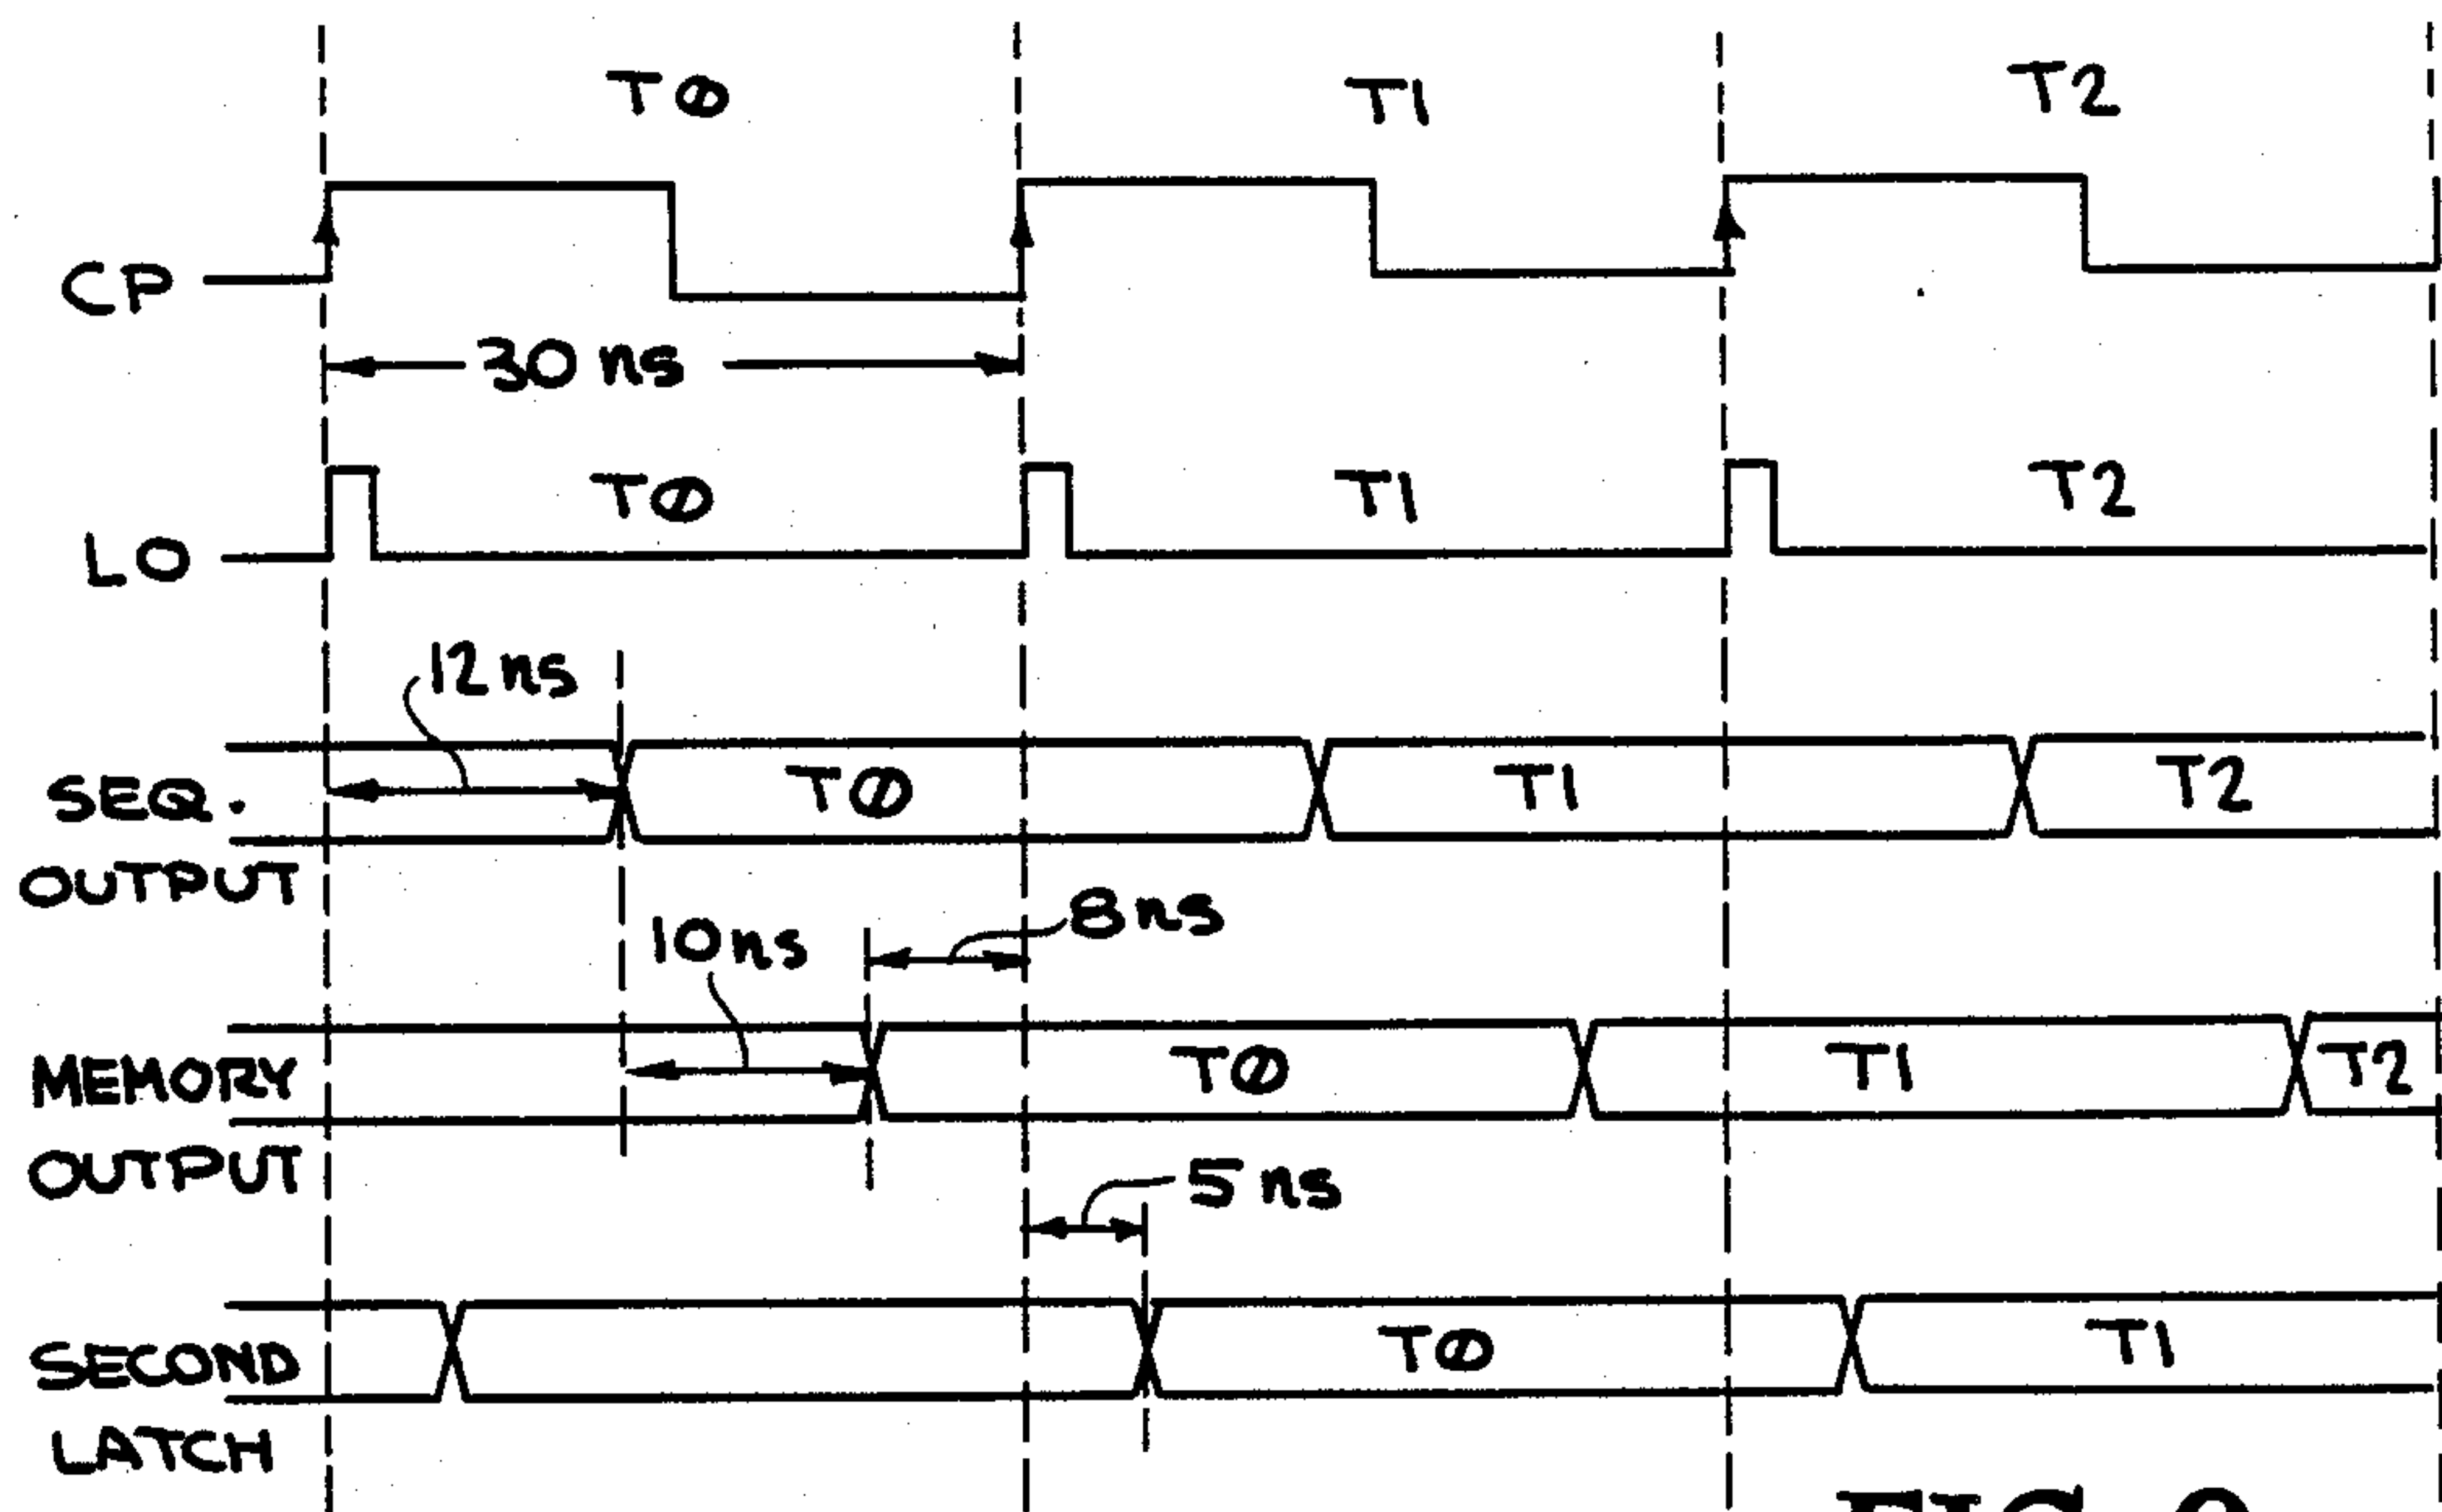 TØ T1 T2
CP
30 ns
LO TØ T1 T2
12 ns
SEQ. OUTPUT TØ T1 T2
8 ns
10 ns
MEMORY OUTPUT TØ T1 T2
5 ns
SECOND LATCH TØ T1